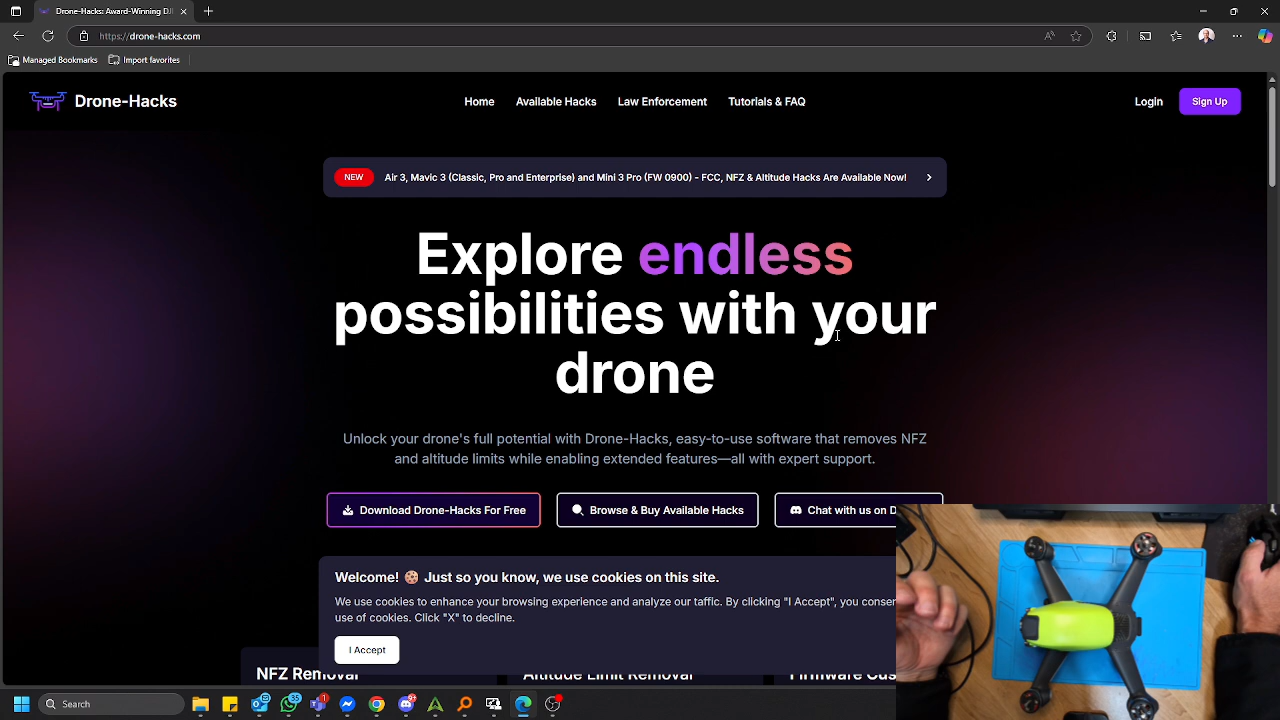 Drone-Hacks: Award-Winning DJI
https://drone-hacks.com
Managed Bookmarks
Import favorites
Drone-Hacks
Home
Available Hacks
Law Enforcement
Tutorials & FAQ
Login
Sign Up
NEW
Air 3, Mavic 3 (Classic, Pro and Enterprise) and Mini 3 Pro (FW 0900) - FCC, NFZ & Altitude Hacks Are Available Now!
Explore endless
possibilities with your
drone
Unlock your drone's full potential with Drone-Hacks, easy-to-use software that removes NFZ
and altitude limits while enabling extended features—all with expert support.
Download Drone-Hacks For Free
Browse & Buy Available Hacks
Chat with us on D
Welcome! 🍪 Just so you know, we use cookies on this site.
We use cookies to enhance your browsing experience and analyze our taffic. By clicking "I Accept", you consen
use of cookies. Click "X" to decline.
I Accept
NFZ Removal
Altitude Limit Removal
Firmware Cus
Search